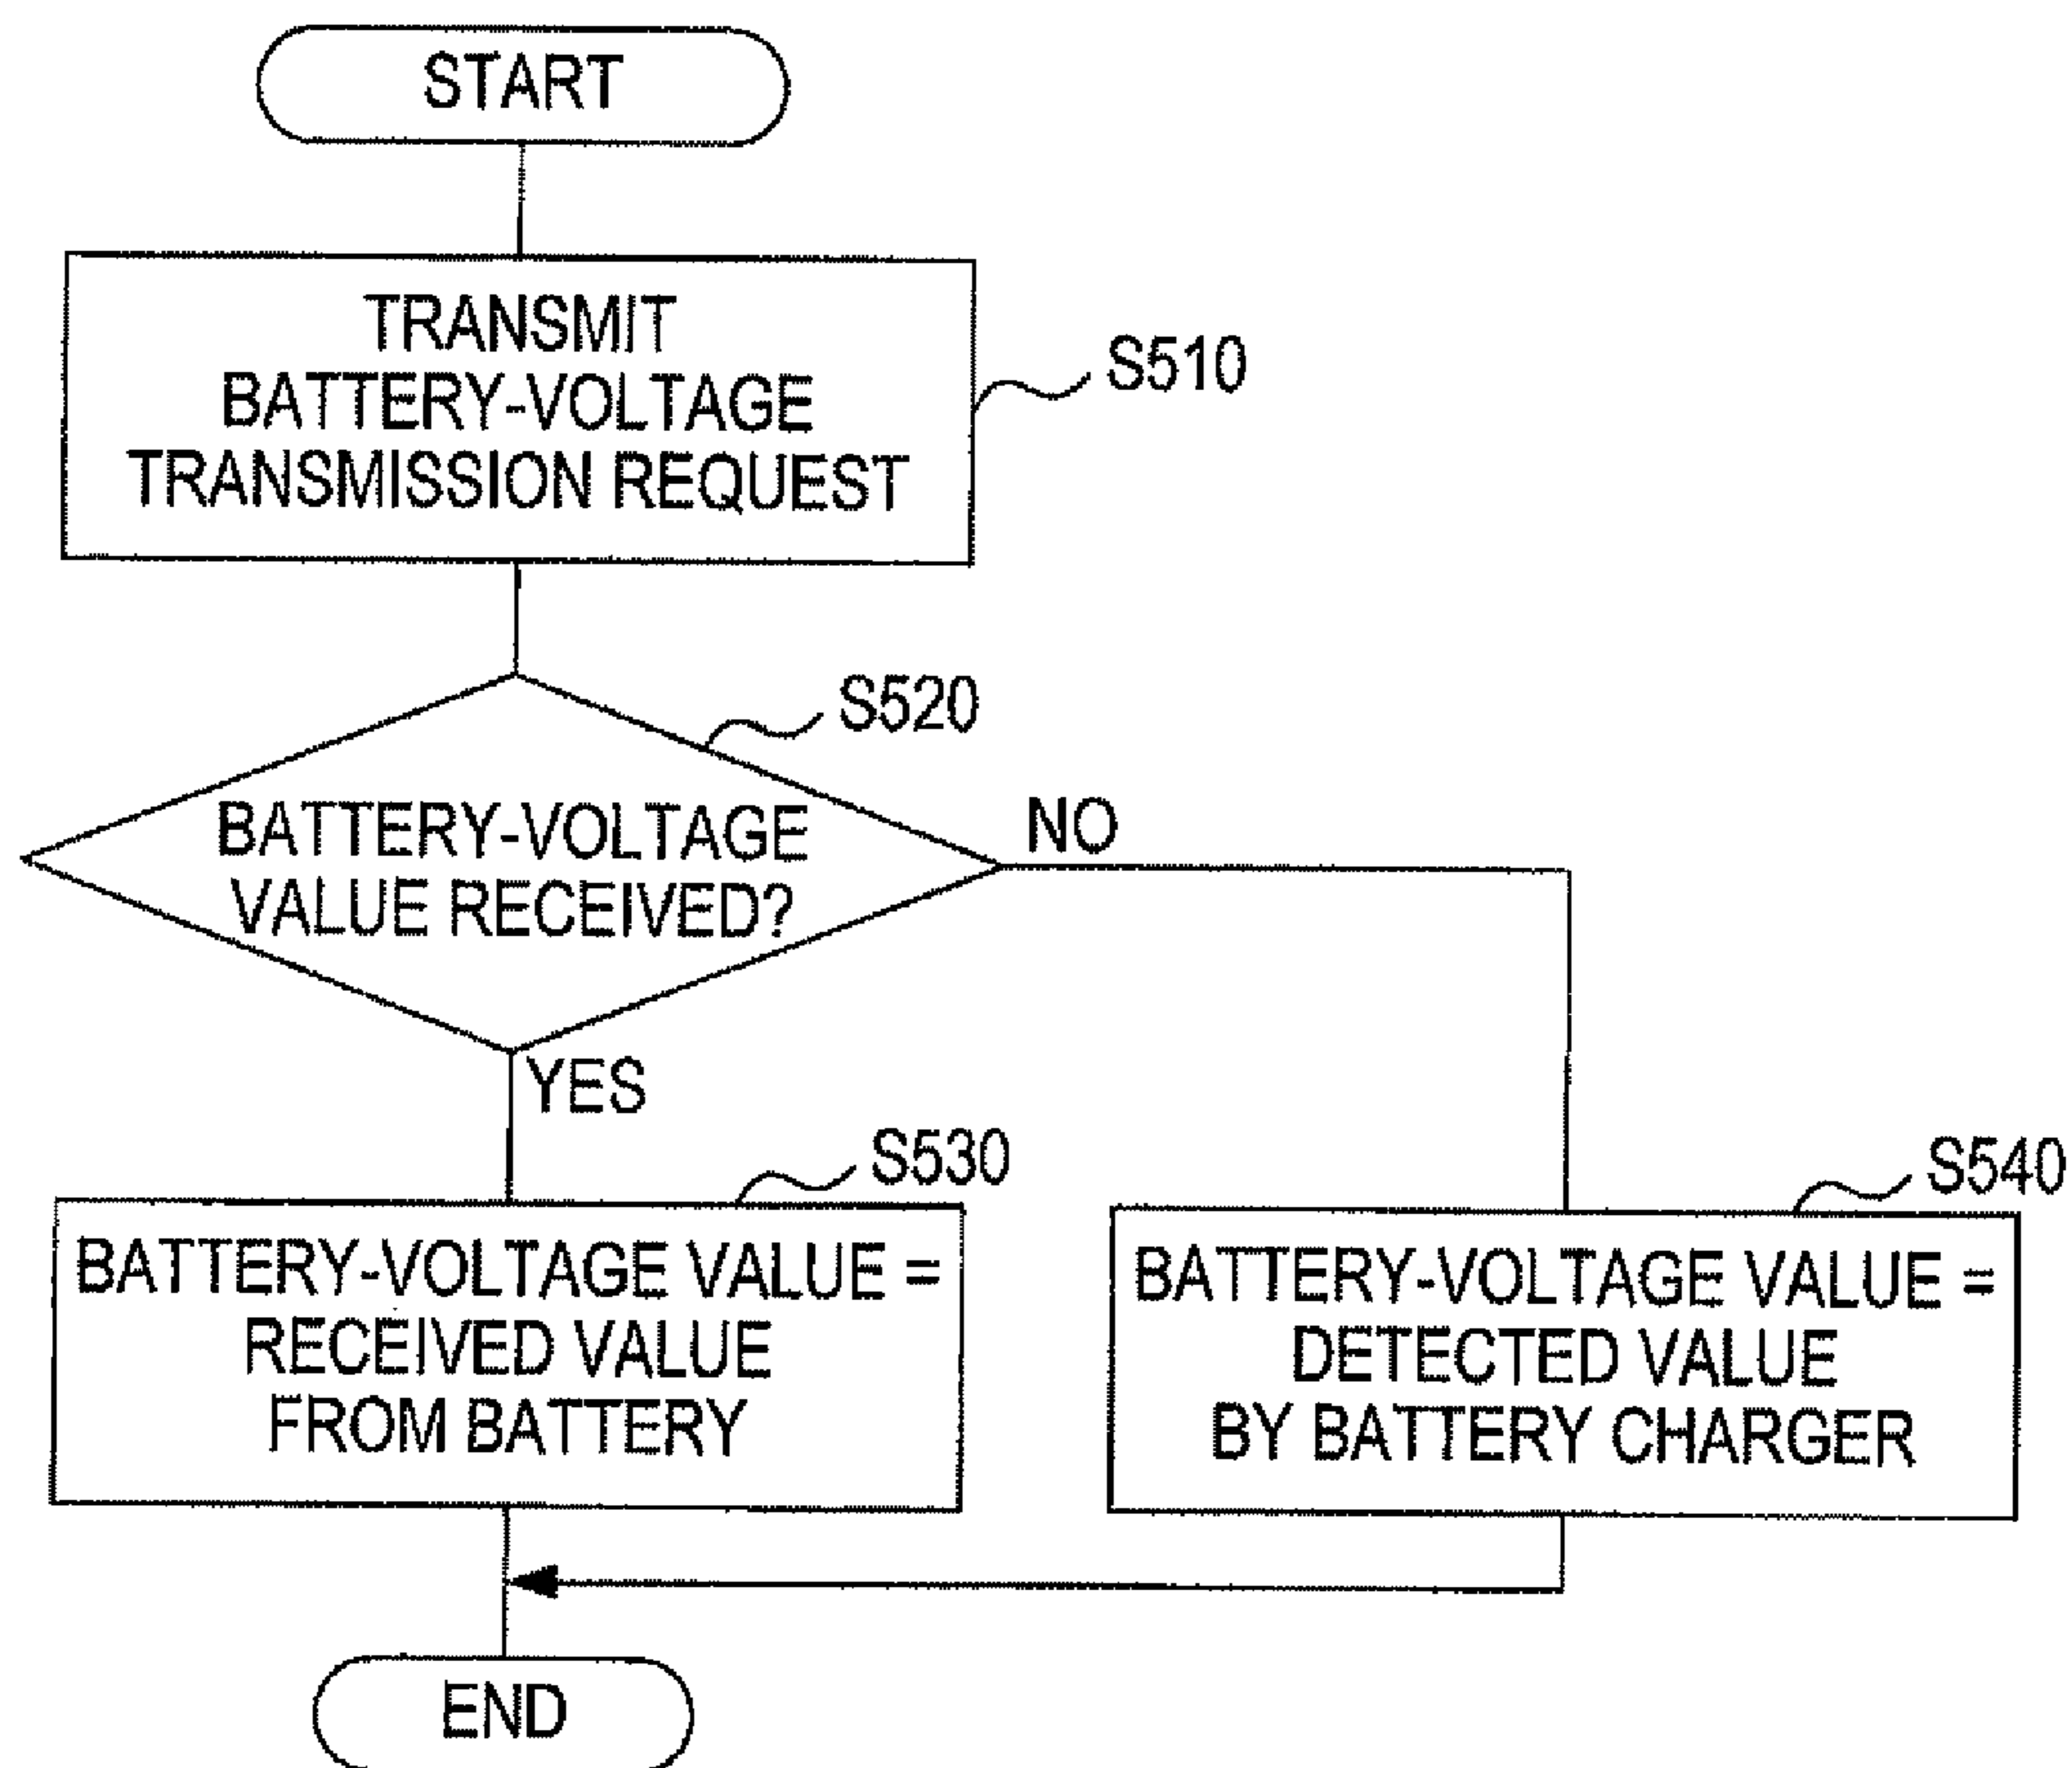 START
TRANSMIT
BATTERY-VOLTAGE
TRANSMISSION REQUEST
S510
S520
BATTERY-VOLTAGE
VALUE RECEIVED?
NO
YES
S530
BATTERY-VOLTAGE VALUE =
RECEIVED VALUE
FROM BATTERY
S540
BATTERY-VOLTAGE VALUE =
DETECTED VALUE
BY BATTERY CHARGER
END